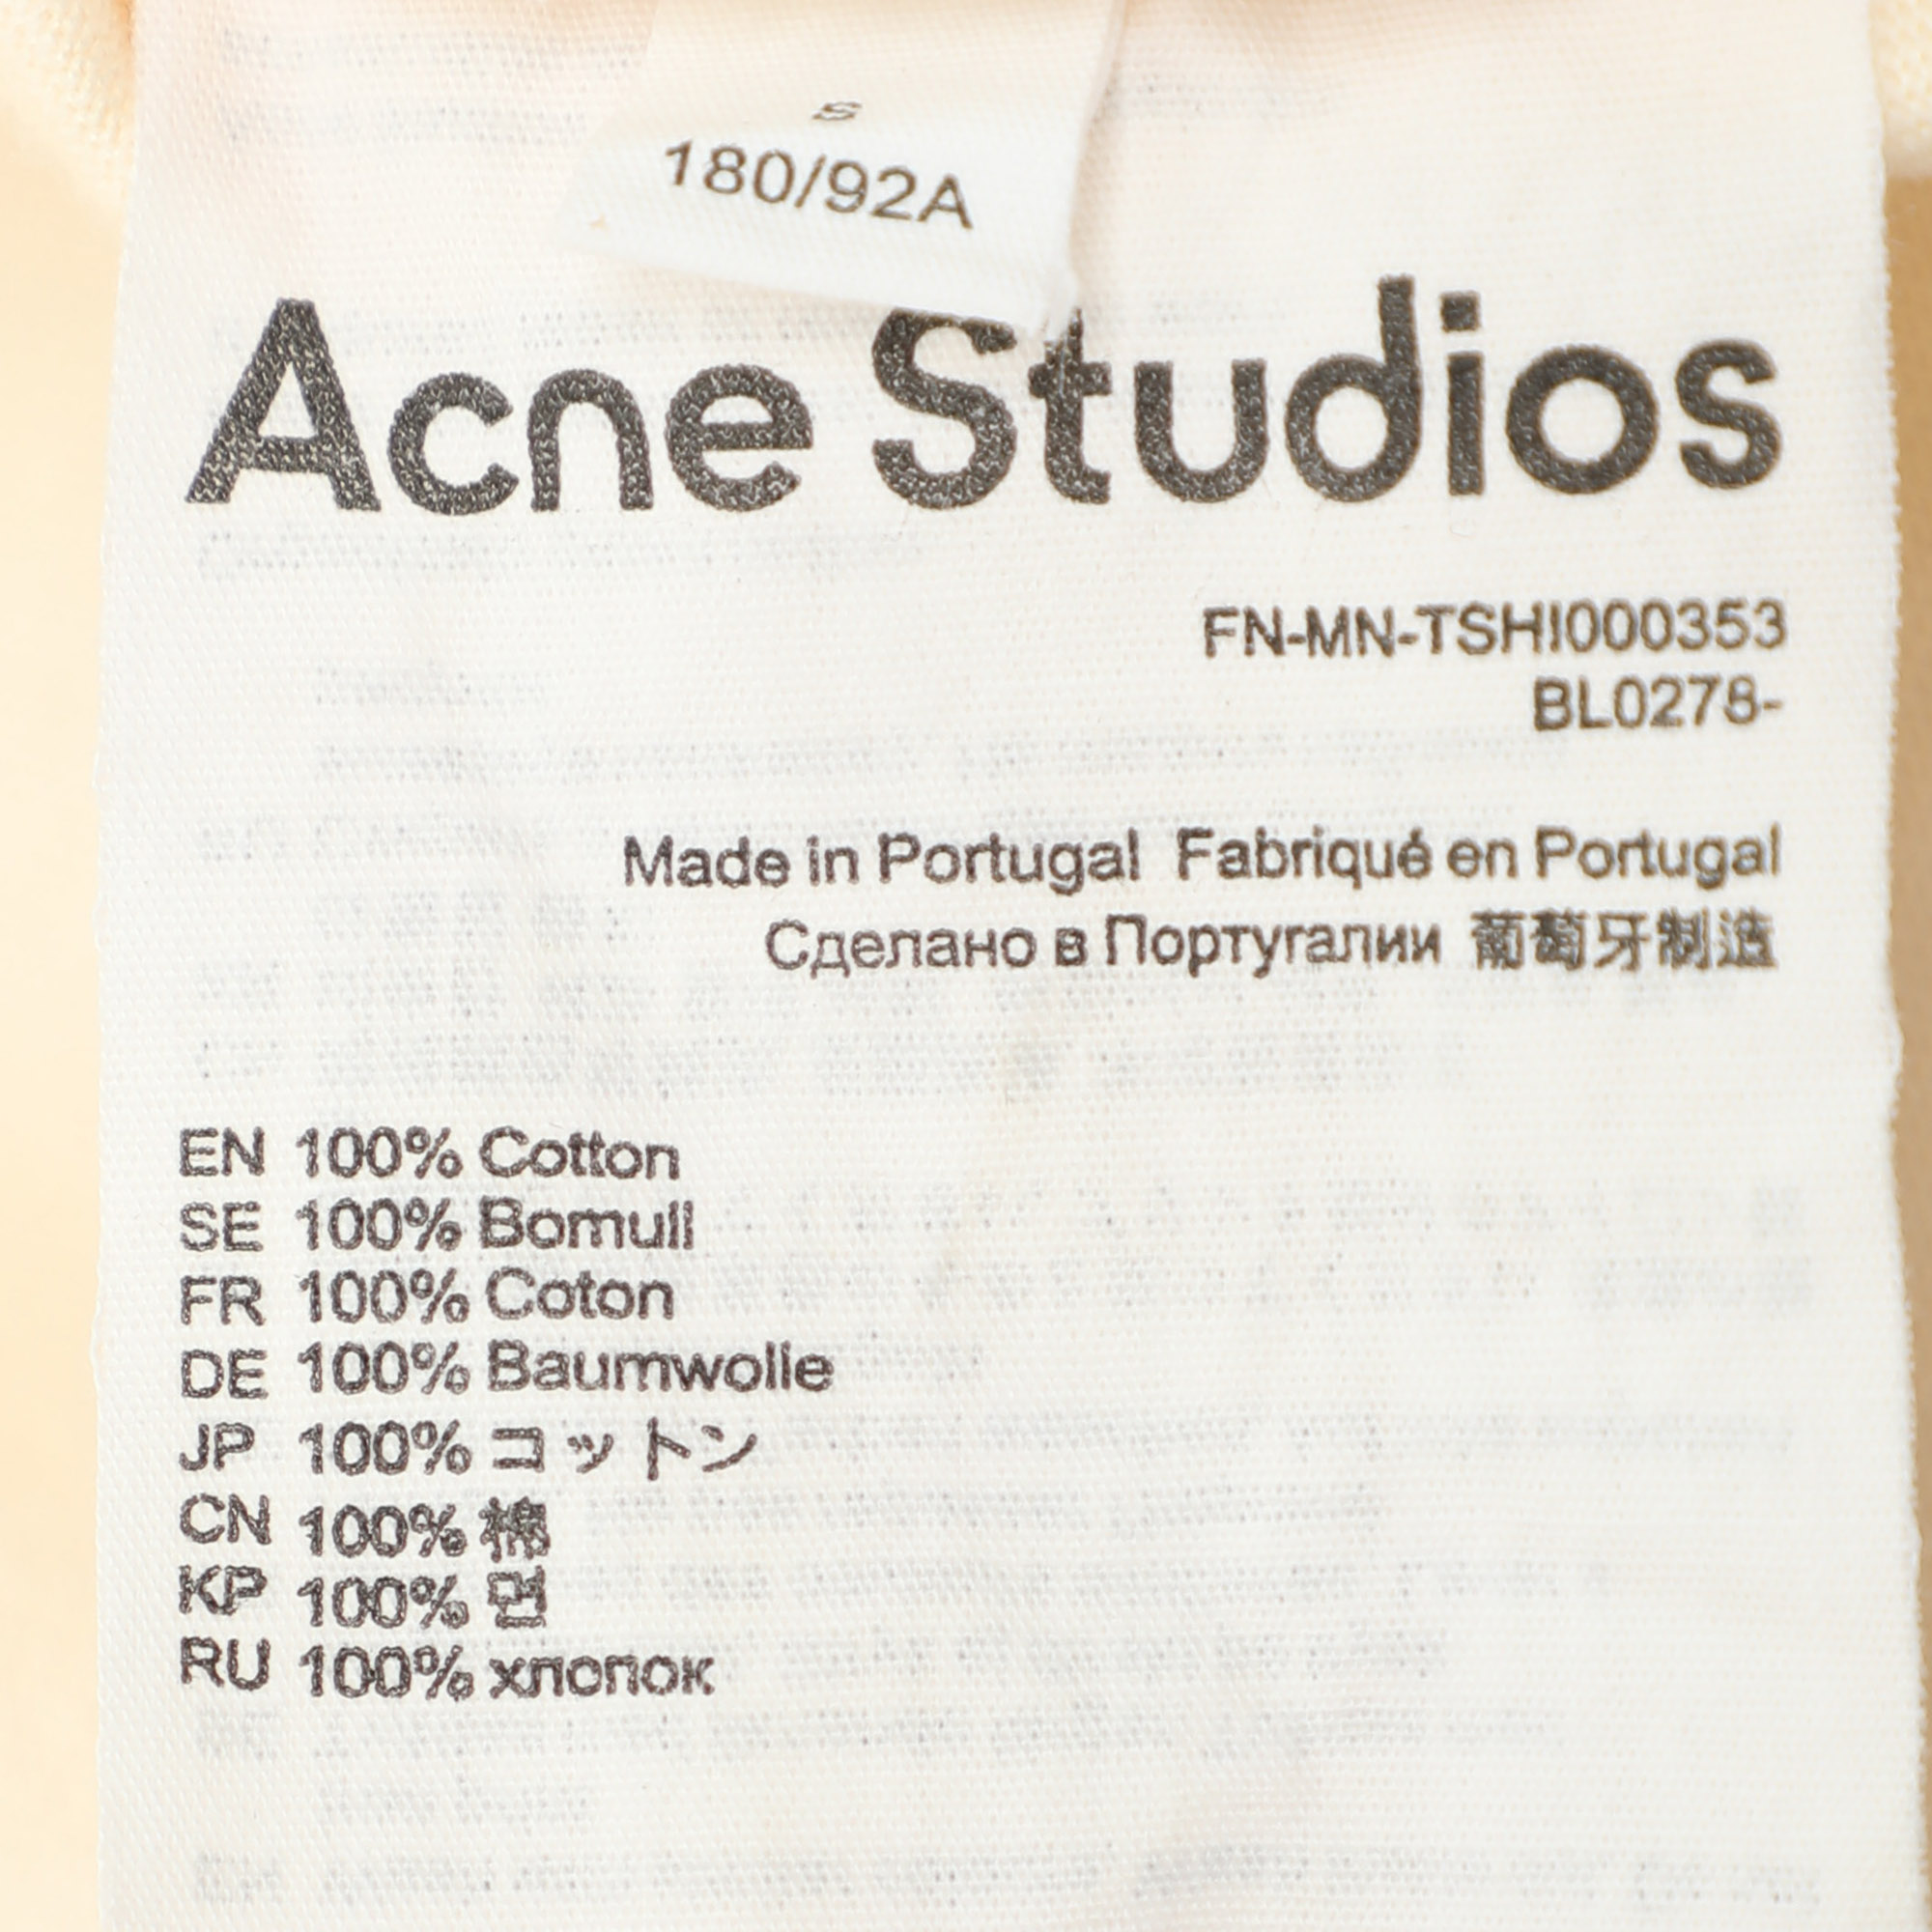 S
180/92A
Acne Studios
FN-MN-TSHI000353
BL0278-
Made in Portugal Fabriqué en Portugal
Сделано в Португалии 葡萄牙制造
EN 100% Cotton
SE 100% Bomull
FR 100% Coton
DE 100% Baumwolle
JP 100% コットン
CN 100% 棉
KP 100% 면
RU 100% хлопок